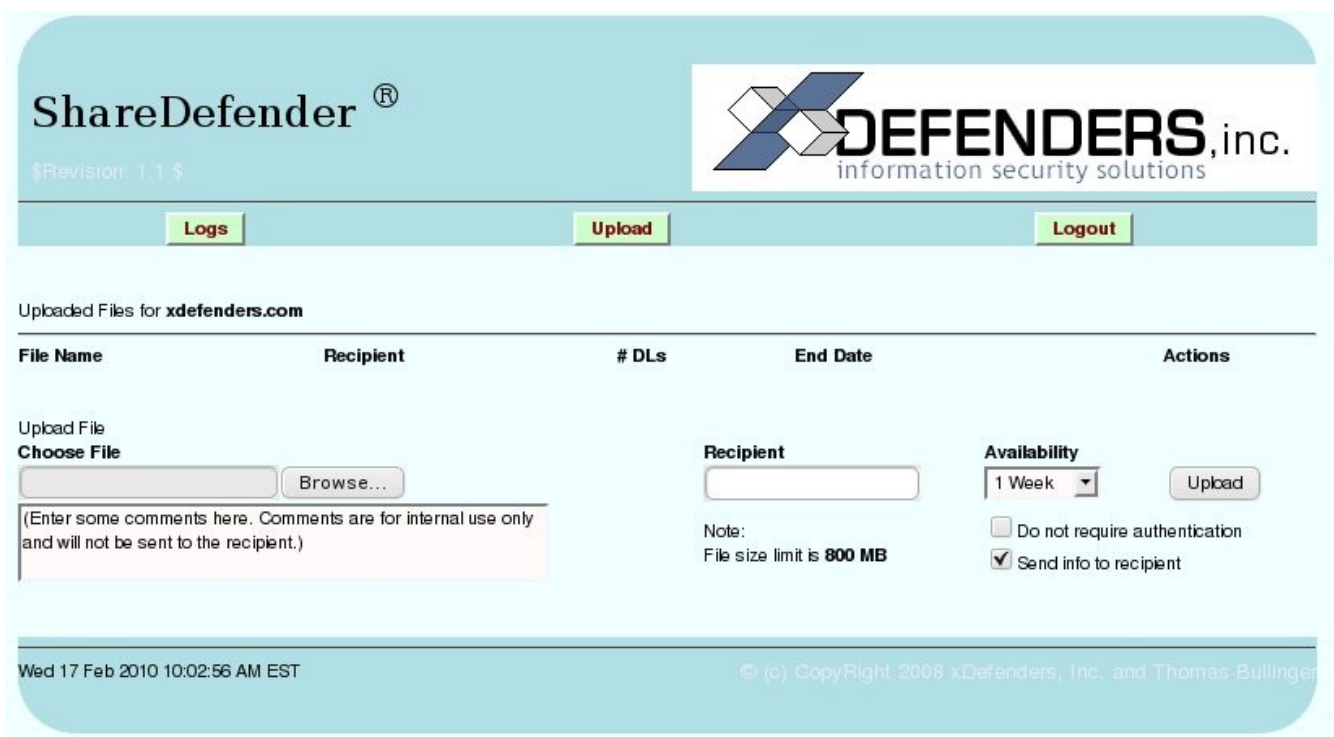 ShareDefender ®
$Revision: 1.1 $
XDEFENDERS,inc.
information security solutions
Logs Upload Logout
Uploaded Files for xdefenders.com
File Name Recipient # DLs End Date Actions
Upload File
Choose File Recipient Availability
Browse... 1 Week Upload
(Enter some comments here. Comments are for internal use only
and will not be sent to the recipient.)
Note:
File size limit is 800 MB
Do not require authentication
Send info to recipient
Wed 17 Feb 2010 10:02:56 AM EST
© (c) CopyRight 2008 xDefenders, Inc. and Thomas Bullinger